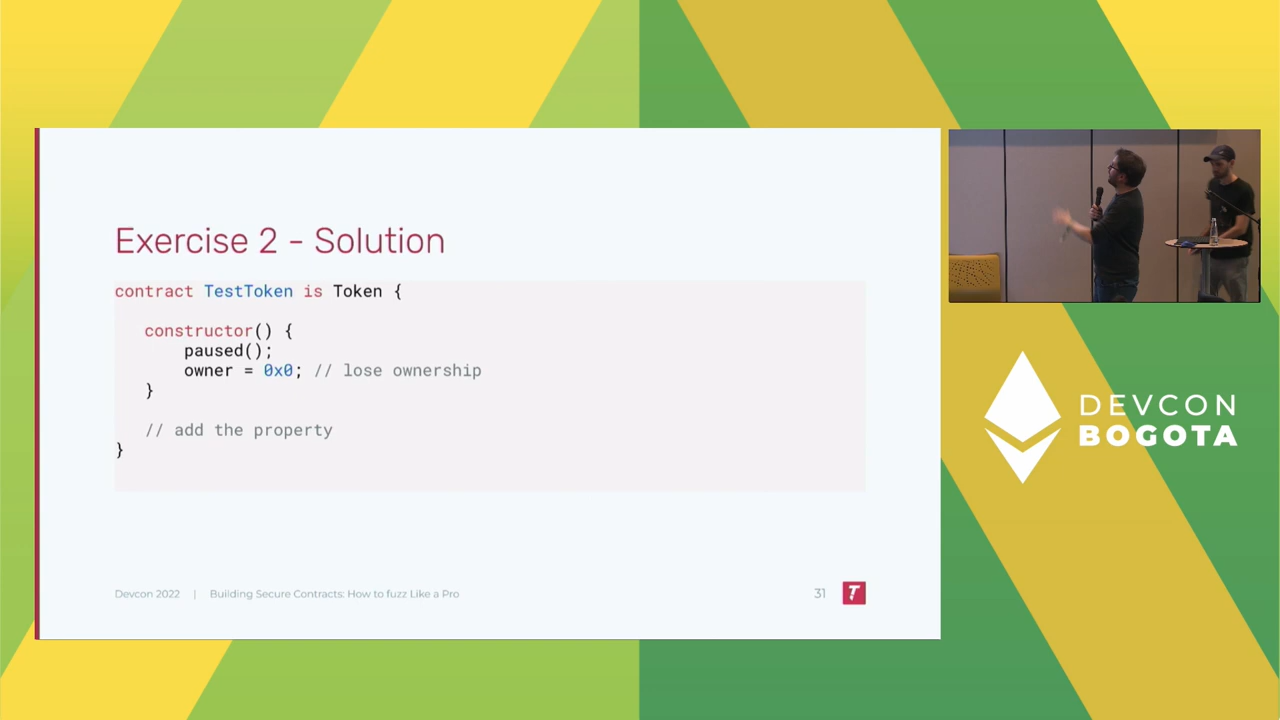 Exercise 2 - Solution
contract TestToken is Token {
constructor() {
paused();
owner = 0x0; // lose ownership
}
// add the property
}
Devcon 2022 | Building Secure Contracts: How to fuzz Like a Pro
31
T
DEVCON
BOGOTA